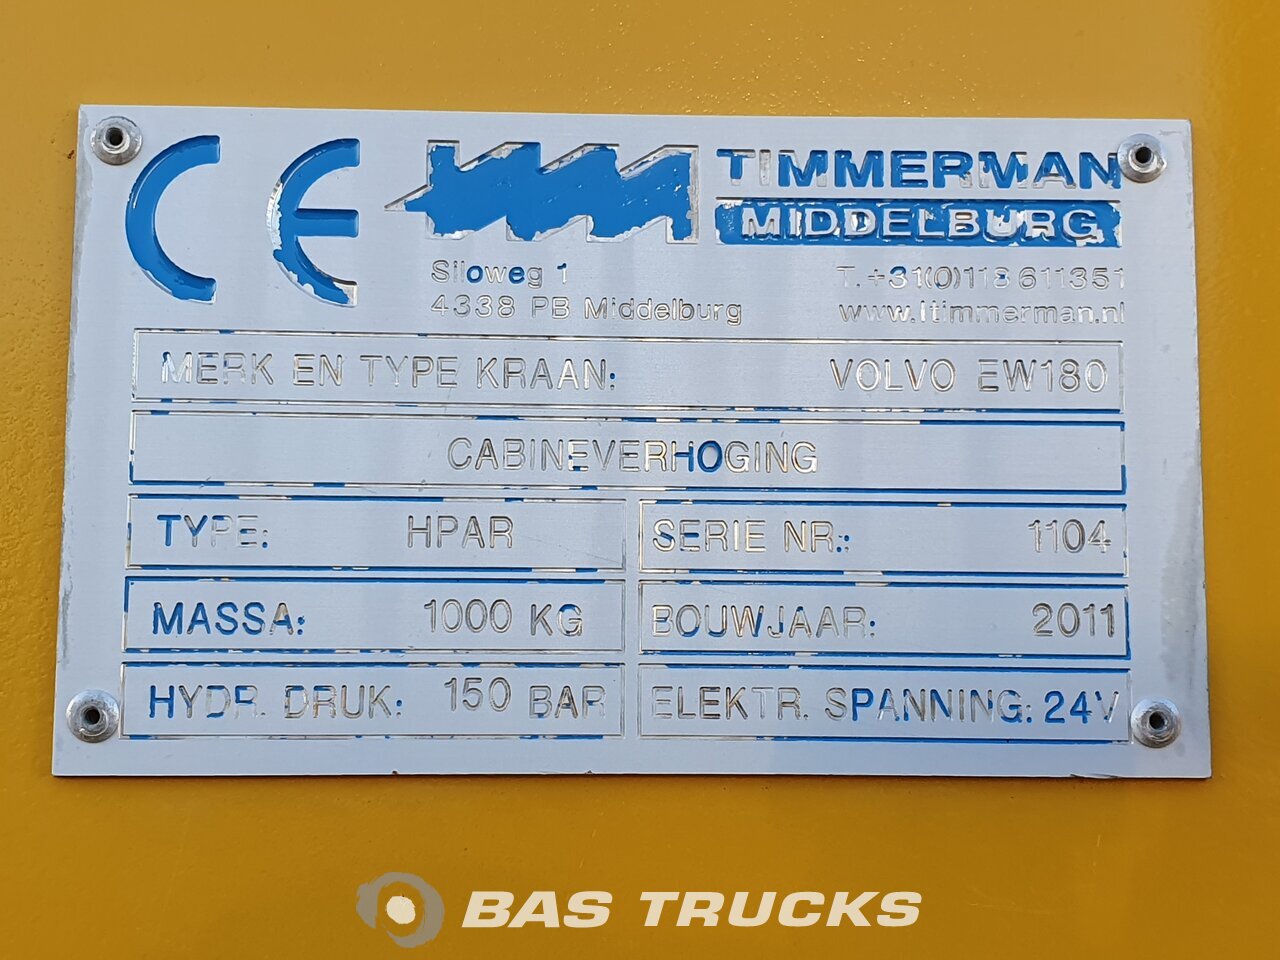 CE
TIMMERMAN
MIDDELBURG
Siloweg 1
4338 PB Middelburg
T. +31(0)118 611351
www.ltimmerman.nl
MERK EN TYPE KRAAN: VOLVO EW180
CABINEVERHOGING
TYPE: HPAR
SERIE NR.: 1104
MASSA: 1000 KG
BOUWJAAR: 2011
HYDR. DRUK: 150 BAR
ELEKTR. SPANNING: 24V
BAS TRUCKS